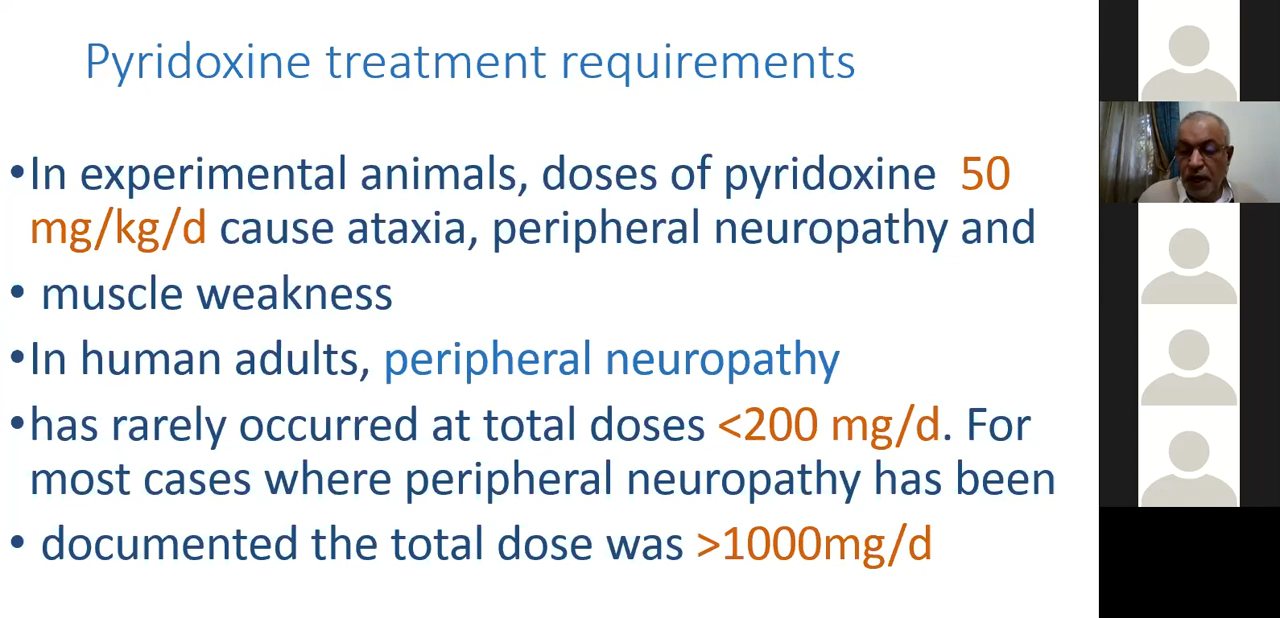 Pyridoxine treatment requirements
•In experimental animals, doses of pyridoxine 50
mg/kg/d cause ataxia, peripheral neuropathy and
• muscle weakness
•In human adults, peripheral neuropathy
•has rarely occurred at total doses <200 mg/d. For
most cases where peripheral neuropathy has been
• documented the total dose was >1000mg/d